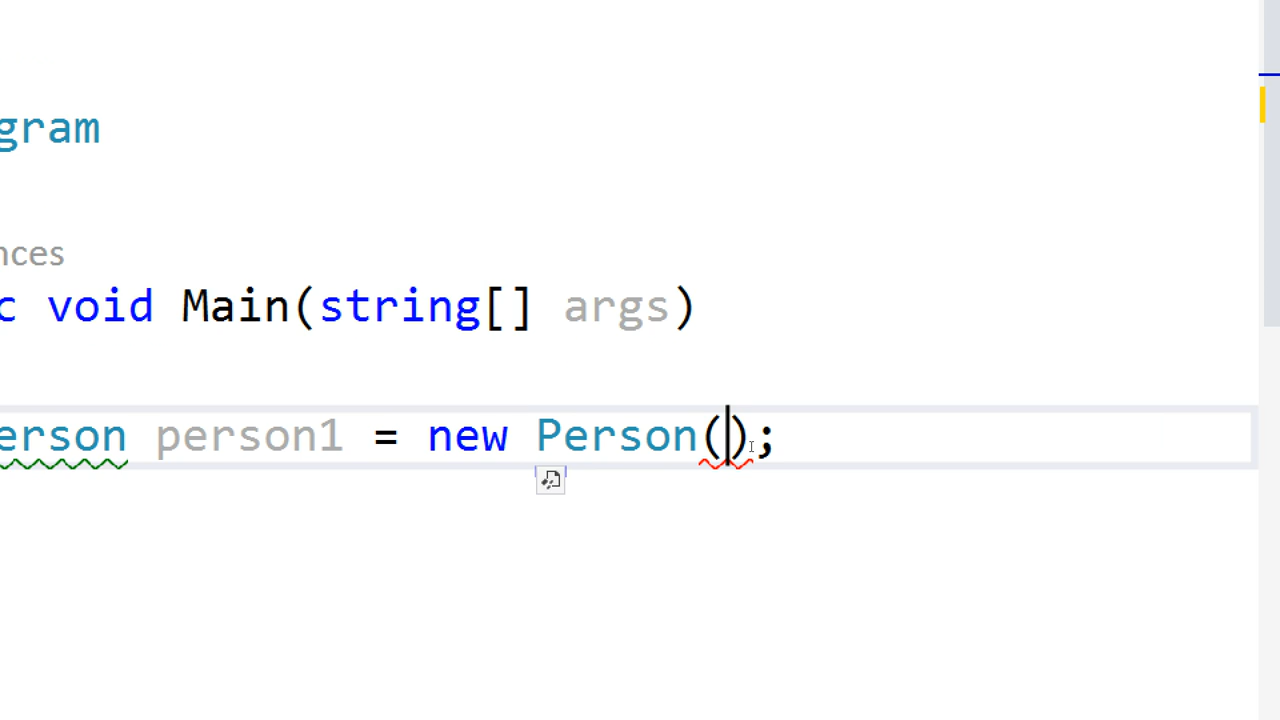 gram
nces
c void Main(string[] args)
erson person1 = new Person();